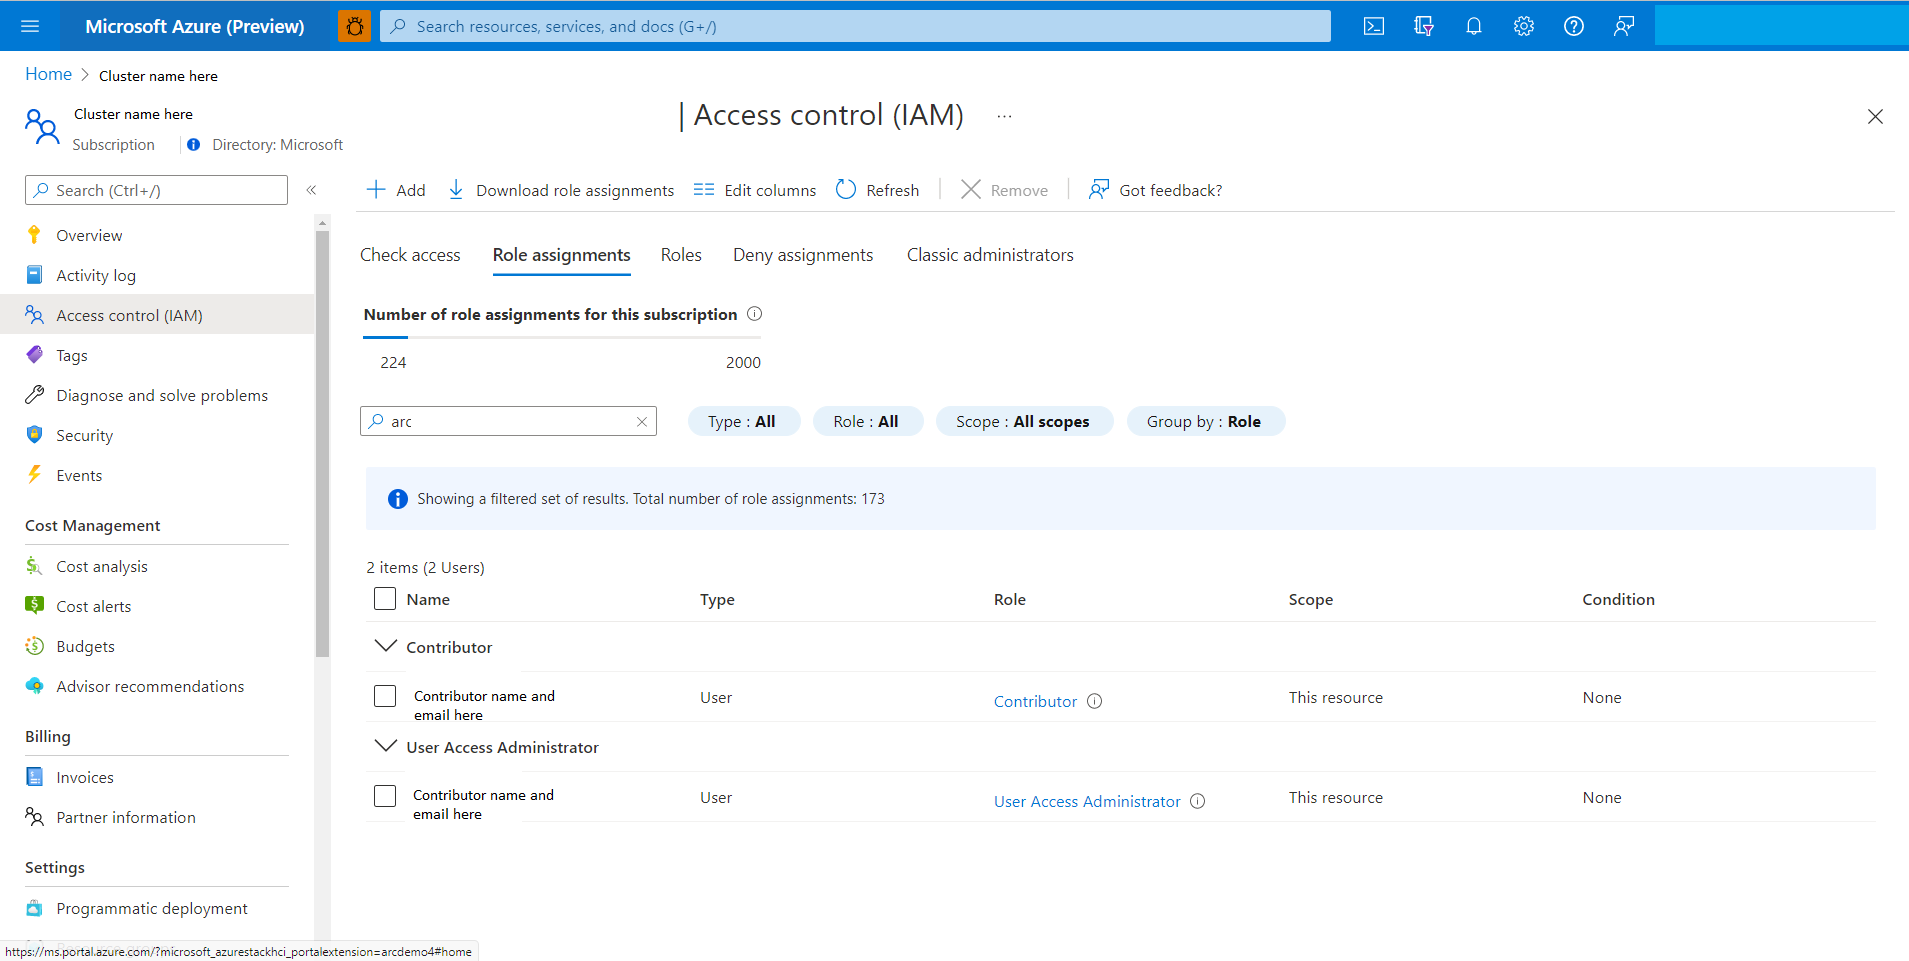 Microsoft Azure (Preview)
Search resources, services, and docs (G+/)
Home
Cluster name here
Cluster name here
Subscription
Directory: Microsoft
| Access control (IAM)
...
Search (Ctrl+/)
«
Overview
Activity log
Access control (IAM)
Tags
Diagnose and solve problems
Security
Events
Cost Management
Cost analysis
Cost alerts
Budgets
Advisor recommendations
Billing
Invoices
Partner information
Settings
Programmatic deployment
https://ms.portal.azure.com/?microsoft_azurestackhci_portalextension=arcdemo4#home
Add
Download role assignments
Edit columns
Refresh
Remove
Got feedback?
Check access
Role assignments
Roles
Deny assignments
Classic administrators
Number of role assignments for this subscription
224
2000
arc
Type : All
Role : All
Scope : All scopes
Group by : Role
Showing a filtered set of results. Total number of role assignments: 173
2 items (2 Users)
Name
Type
Role
Scope
Condition
Contributor
Contributor name and
email here
User
Contributor
This resource
None
User Access Administrator
Contributor name and
email here
User
User Access Administrator
This resource
None